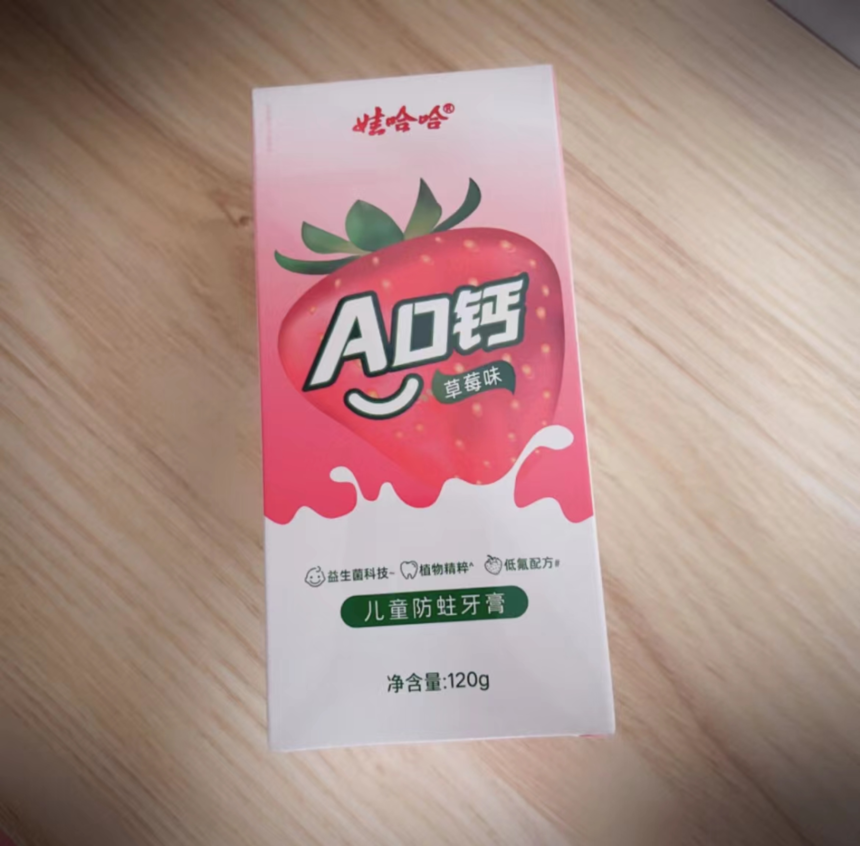 娃哈哈®
AD钙
草莓味
益生菌科技~ 植物精粹^ 低氟配方#
儿童防蛀牙膏
净含量:120g